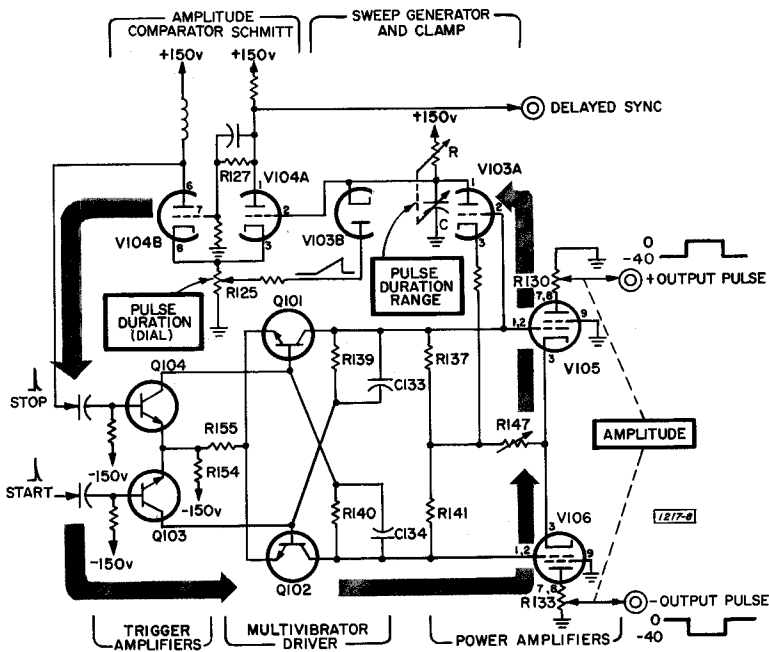 AMPLITUDE
COMPARATOR SCHMITT
SWEEP GENERATOR
AND CLAMP
+150v
+150v
DELAYED SYNC
+150v
R
V103A
R127
V104A
6
7
8
1
2
3
1
2
3
C
V104B
V103B
0
-40
+OUTPUT PULSE
R130
7,8
PULSE
DURATION
(DIAL)
R125
PULSE
DURATION
RANGE
Q101
1,2
9
3
V105
Q104
R139
C133
R137
STOP
R155
R147
AMPLITUDE
-150v
R154
START
-150v
R140
C134
R141
V106
1217-8
Q103
-150v
3
1,2
9
Q102
7,8
R133
-OUTPUT PULSE
0
-40
TRIGGER
AMPLIFIERS
MULTIVIBRATOR
DRIVER
POWER AMPLIFIERS